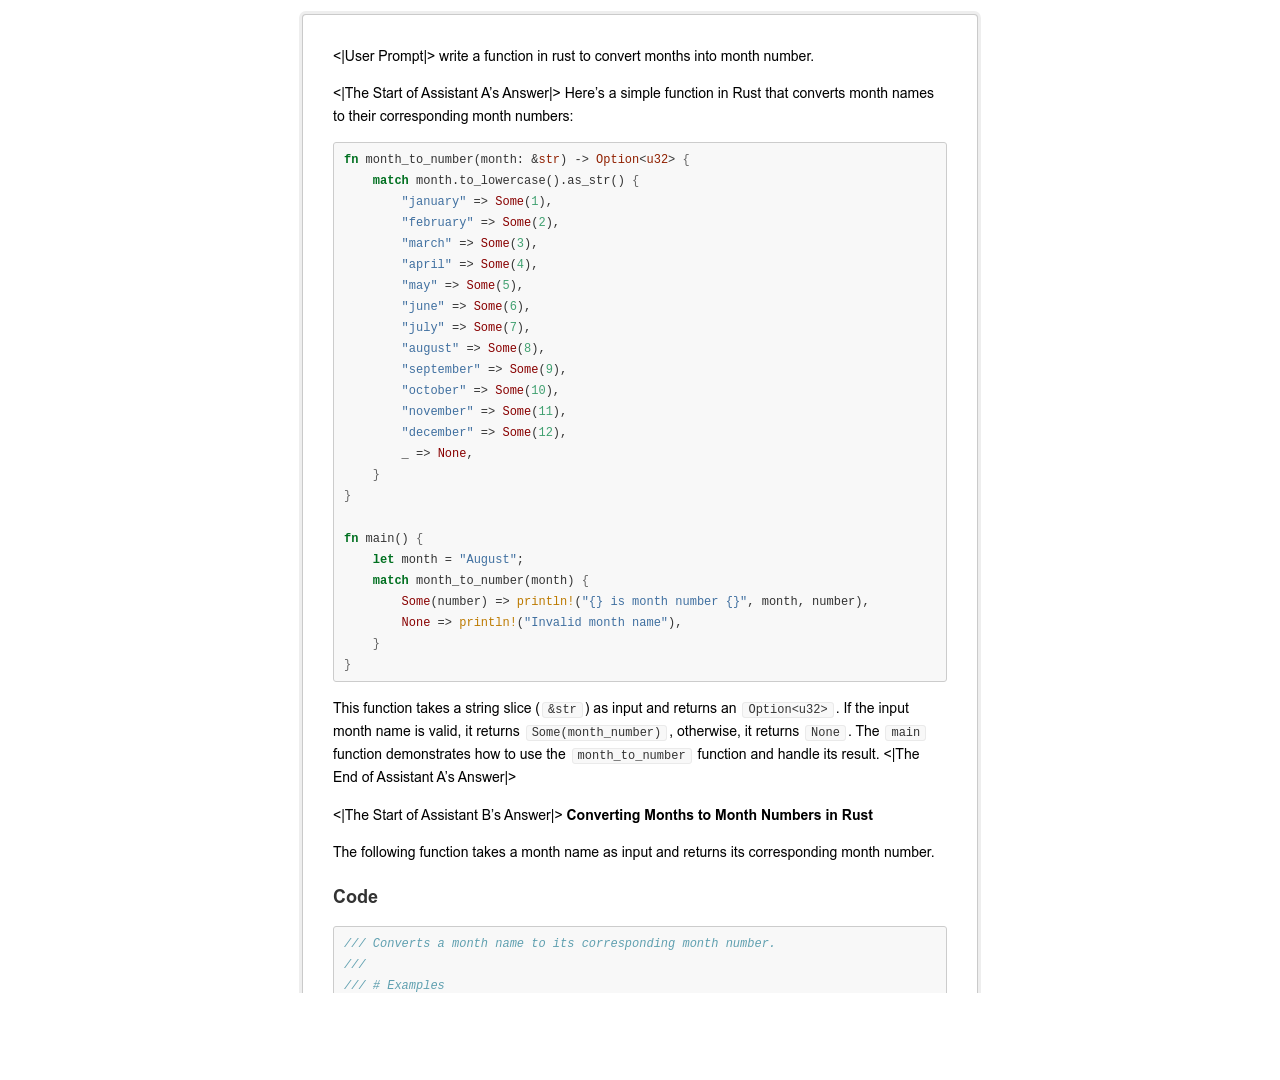 <|User Prompt|> write a function in rust to convert months into month number.
<|The Start of Assistant A’s Answer|> Here’s a simple function in Rust that converts month names
to their corresponding month numbers:
fn month_to_number(month: &str) -> Option<u32> {
    match month.to_lowercase().as_str() {
        "january" => Some(1),
        "february" => Some(2),
        "march" => Some(3),
        "april" => Some(4),
        "may" => Some(5),
        "june" => Some(6),
        "july" => Some(7),
        "august" => Some(8),
        "september" => Some(9),
        "october" => Some(10),
        "november" => Some(11),
        "december" => Some(12),
        _ => None,
    }
}

fn main() {
    let month = "August";
    match month_to_number(month) {
        Some(number) => println!("{} is month number {}", month, number),
        None => println!("Invalid month name"),
    }
}
This function takes a string slice ( &str ) as input and returns an Option<u32> . If the input
month name is valid, it returns Some(month_number) , otherwise, it returns None . The main
function demonstrates how to use the month_to_number function and handle its result. <|The
End of Assistant A’s Answer|>
<|The Start of Assistant B’s Answer|> Converting Months to Month Numbers in Rust
The following function takes a month name as input and returns its corresponding month number.
Code
/// Converts a month name to its corresponding month number.
///
/// # Examples